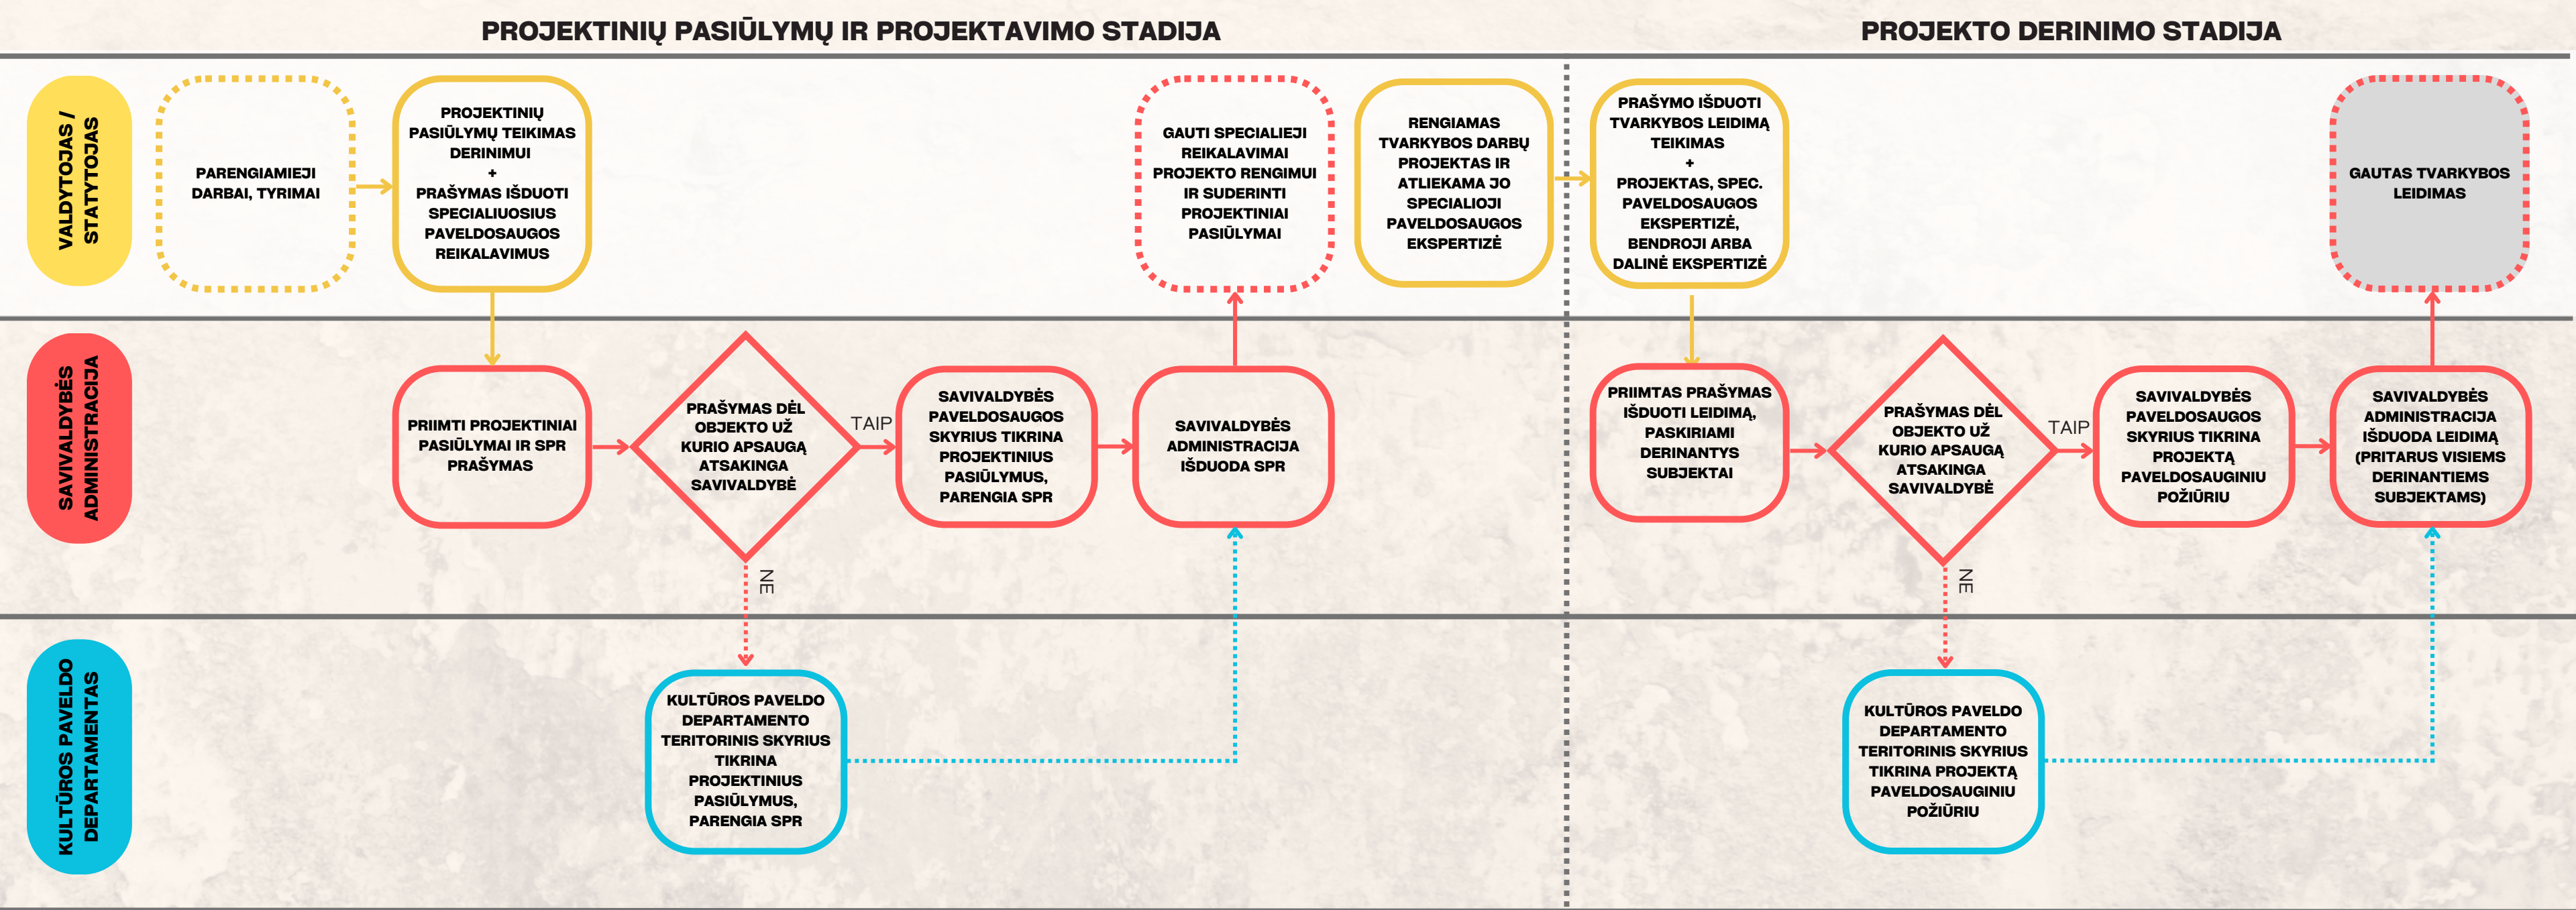 PROJEKTINIŲ PASIŪLYMŲ IR PROJEKTAVIMO STADIJA
PROJEKTO DERINIMO STADIJA
VALDYTOJAS /
STATYTOJAS
PARENGIAMIEJI
DARBAI, TYRIMAI
PROJEKTINIŲ
PASIŪLYMŲ TEIKIMAS
DERINIMUI
+
PRAŠYMAS IŠDUOTI
SPECIALIUOSIUS
PAVELDOSAUGOS
REIKALAVIMUS
GAUTI SPECIALIEJI
REIKALAVIMAI
PROJEKTO RENGIMUI
IR SUDERINTI
PROJEKTINIAI
PASIŪLYMAI
RENGIAMAS
TVARKYBOS DARBŲ
PROJEKTAS IR
ATLIEKAMA JO
SPECIALIOJI
PAVELDOSAUGOS
EKSPERTIZĖ
PRAŠYMO IŠDUOTI
TVARKYBOS LEIDIMĄ
TEIKIMAS
+
PROJEKTAS, SPEC.
PAVELDOSAUGOS
EKSPERTIZĖ,
BENDROJI ARBA
DALINĖ EKSPERTIZĖ
GAUTAS TVARKYBOS
LEIDIMAS
SAVIVALDYBĖS
ADMINISTRACIJA
PRIIMTI PROJEKTINIAI
PASIŪLYMAI IR SPR
PRAŠYMAS
PRAŠYMAS DĖL
OBJEKTO UŽ
KURIO APSAUGĄ
ATSAKINGA
SAVIVALDYBĖ
TAIP
NE
SAVIVALDYBĖS
PAVELDOSAUGOS
SKYRIUS TIKRINA
PROJEKTINIUS
PASIŪLYMUS,
PARENGIA SPR
SAVIVALDYBĖS
ADMINISTRACIJA
IŠDUODA SPR
PRIIMTAS PRAŠYMAS
IŠDUOTI LEIDIMĄ,
PASKIRIAMI
DERINANTYS
SUBJEKTAI
PRAŠYMAS DĖL
OBJEKTO UŽ
KURIO APSAUGĄ
ATSAKINGA
SAVIVALDYBĖ
TAIP
NE
SAVIVALDYBĖS
PAVELDOSAUGOS
SKYRIUS TIKRINA
PROJEKTĄ
PAVELDOSAUGINIU
POŽIŪRIU
SAVIVALDYBĖS
ADMINISTRACIJA
IŠDUODA LEIDIMĄ
(PRITARUS VISIEMS
DERINANTIEMS
SUBJEKTAMS)
KULTŪROS PAVELDO
DEPARTAMENTAS
KULTŪROS PAVELDO
DEPARTAMENTO
TERITORINIS SKYRIUS
TIKRINA
PROJEKTINIUS
PASIŪLYMUS,
PARENGIA SPR
KULTŪROS PAVELDO
DEPARTAMENTO
TERITORINIS SKYRIUS
TIKRINA PROJEKTĄ
PAVELDOSAUGINIU
POŽIŪRIU